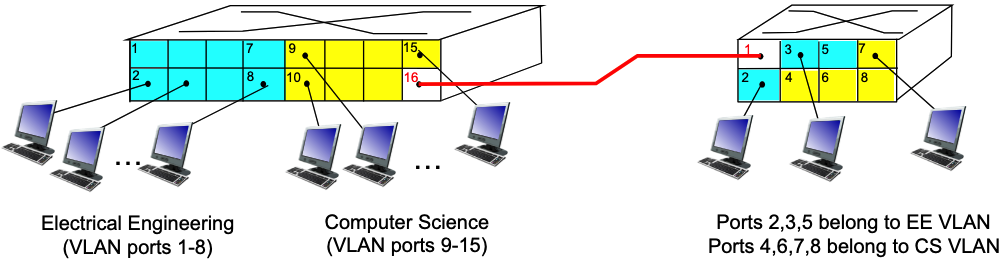 1 7 9 15
2 8 10 16
1 3 5 7
2 4 6 8
... ...
Electrical Engineering
(VLAN ports 1-8)
Computer Science
(VLAN ports 9-15)
Ports 2,3,5 belong to EE VLAN
Ports 4,6,7,8 belong to CS VLAN